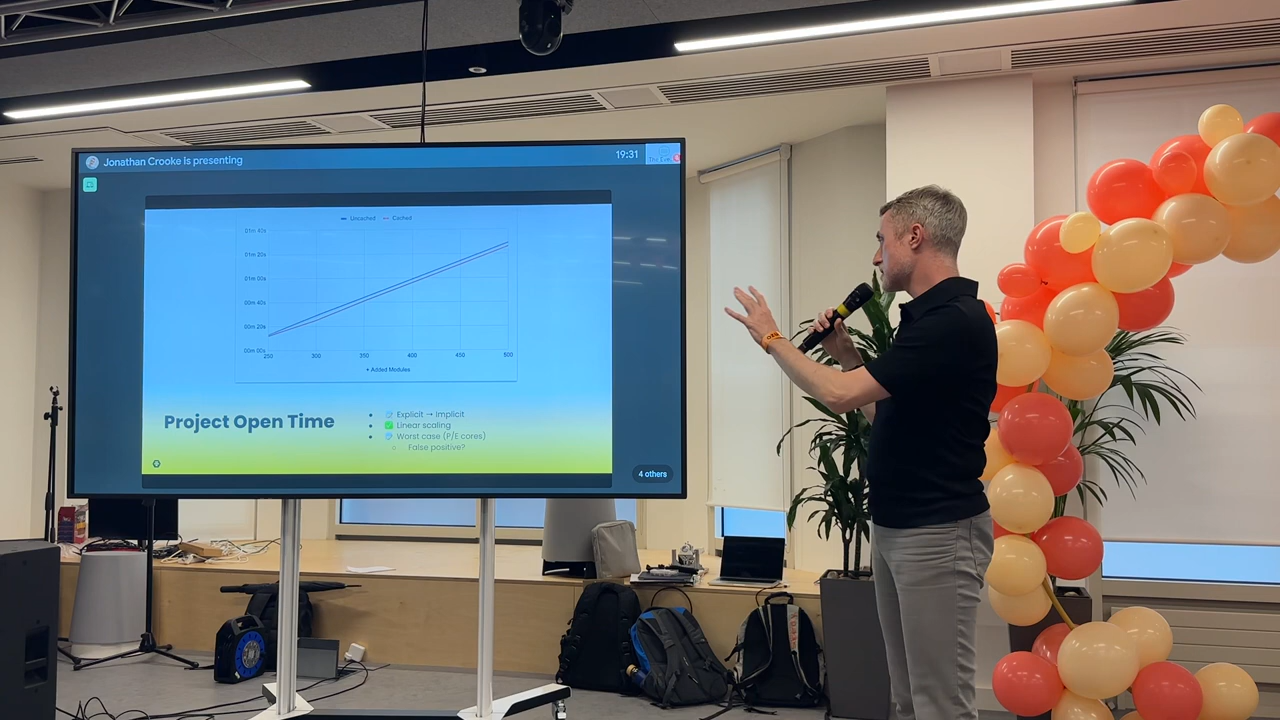 Jonathan Crooke is presenting
19:31
Uncached Cached
01m 40s
01m 20s
01m 00s
00m 40s
00m 20s
00m 00s
250 300 350 400 450 500
+ Added Modules
Project Open Time
Explicit → Implicit
Linear scaling
Worst case (P/E cores)
False positive?
4 others